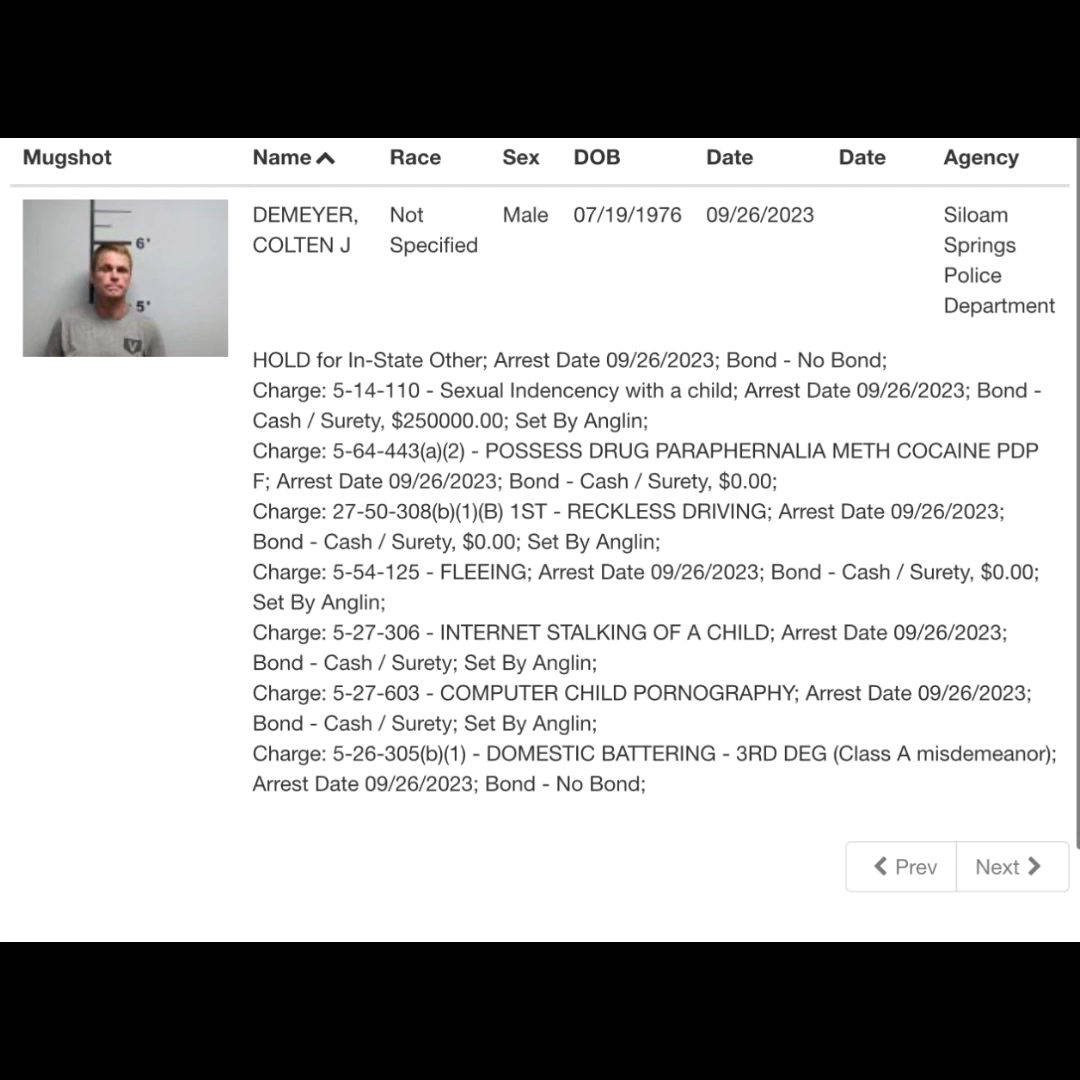 Mugshot Name Race Sex DOB Date Date Agency
6'
5'
DEMEYER, COLTEN J
Not Specified
Male
07/19/1976
09/26/2023
Siloam Springs Police Department
HOLD for In-State Other; Arrest Date 09/26/2023; Bond - No Bond;
Charge: 5-14-110 - Sexual Indencency with a child; Arrest Date 09/26/2023; Bond -
Cash / Surety, $250000.00; Set By Anglin;
Charge: 5-64-443(a)(2) - POSSESS DRUG PARAPHERNALIA METH COCAINE PDP
F; Arrest Date 09/26/2023; Bond - Cash / Surety, $0.00;
Charge: 27-50-308(b)(1)(B) 1ST - RECKLESS DRIVING; Arrest Date 09/26/2023;
Bond - Cash / Surety, $0.00; Set By Anglin;
Charge: 5-54-125 - FLEEING; Arrest Date 09/26/2023; Bond - Cash / Surety, $0.00;
Set By Anglin;
Charge: 5-27-306 - INTERNET STALKING OF A CHILD; Arrest Date 09/26/2023;
Bond - Cash / Surety; Set By Anglin;
Charge: 5-27-603 - COMPUTER CHILD PORNOGRAPHY; Arrest Date 09/26/2023;
Bond - Cash / Surety; Set By Anglin;
Charge: 5-26-305(b)(1) - DOMESTIC BATTERING - 3RD DEG (Class A misdemeanor);
Arrest Date 09/26/2023; Bond - No Bond;
Prev Next